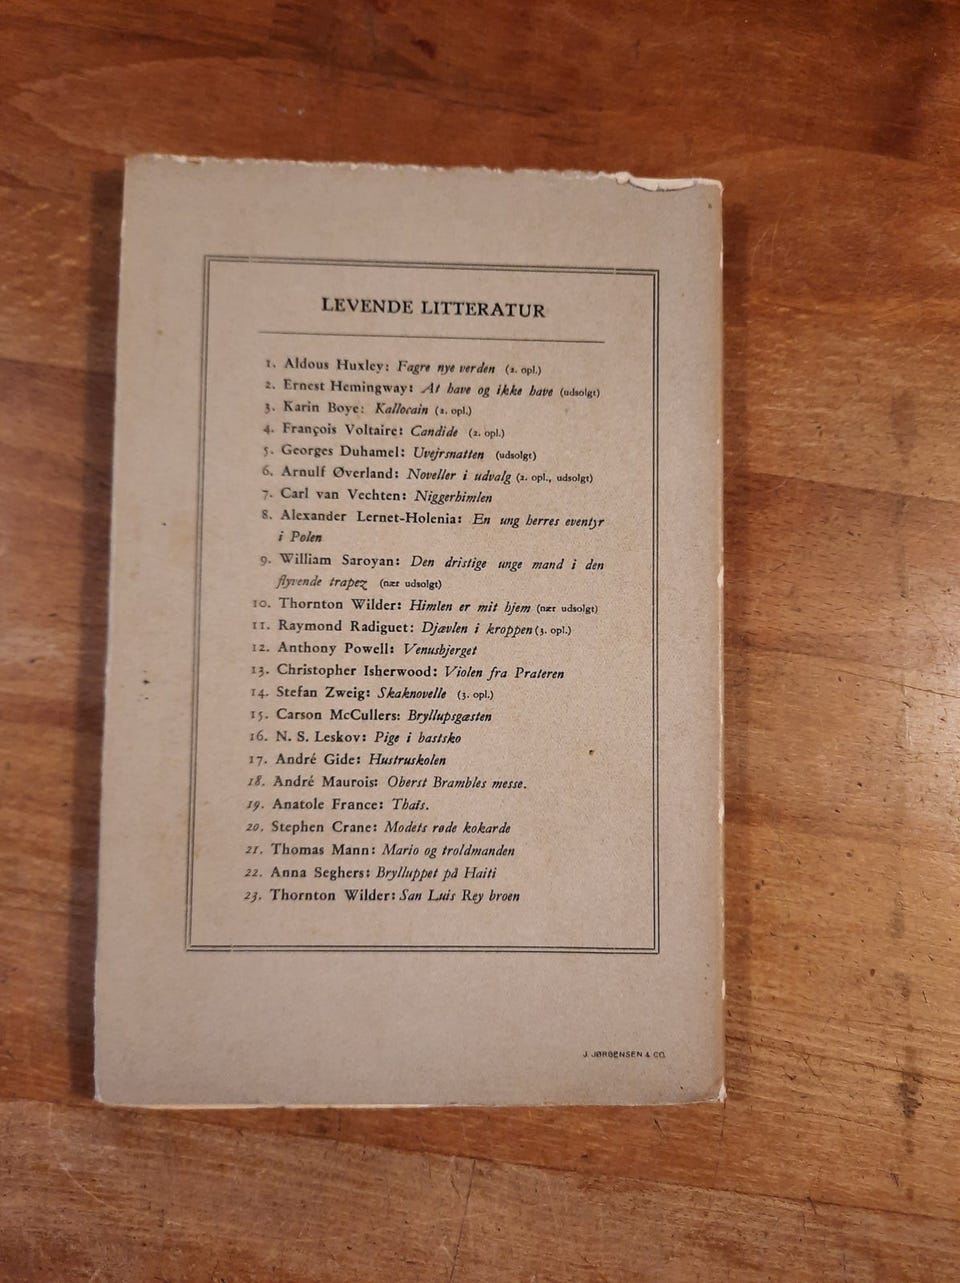 LEVENDE LITTERATUR
1. Aldous Huxley: Fagre nye verden (2. opl.)
2. Ernest Hemingway: At have og ikke have (udsolgt)
3. Karin Boye: Kallocain (2. opl.)
4. François Voltaire: Candide (2. opl.)
5. Georges Duhamel: Uvejrsnatten (udsolgt)
6. Arnulf Øverland: Noveller i udvalg (2. opl., udsolgt)
7. Carl van Vechten: Niggerhimlen
8. Alexander Lernet-Holenia: En ung herres eventyr
i Polen
9. William Saroyan: Den dristige unge mand i den
flyvende trapez (nær udsolgt)
10. Thornton Wilder: Himlen er mit hjem (nær udsolgt)
11. Raymond Radiguet: Djævlen i kroppen (3. opl.)
12. Anthony Powell: Venusbjerget
13. Christopher Isherwood: Violen fra Prateren
14. Stefan Zweig: Skaknovelle (3. opl.)
15. Carson McCullers: Bryllupsgæsten
16. N. S. Leskov: Pige i bastsko
17. André Gide: Hustruskolen
18. André Maurois: Oberst Brambles messe.
19. Anatole France: Thaïs.
20. Stephen Crane: Modets røde kokarde
21. Thomas Mann: Mario og troldmanden
22. Anna Seghers: Brylluppet på Haiti
23. Thornton Wilder: San Luis Rey broen
J. JØRGENSEN & CO.